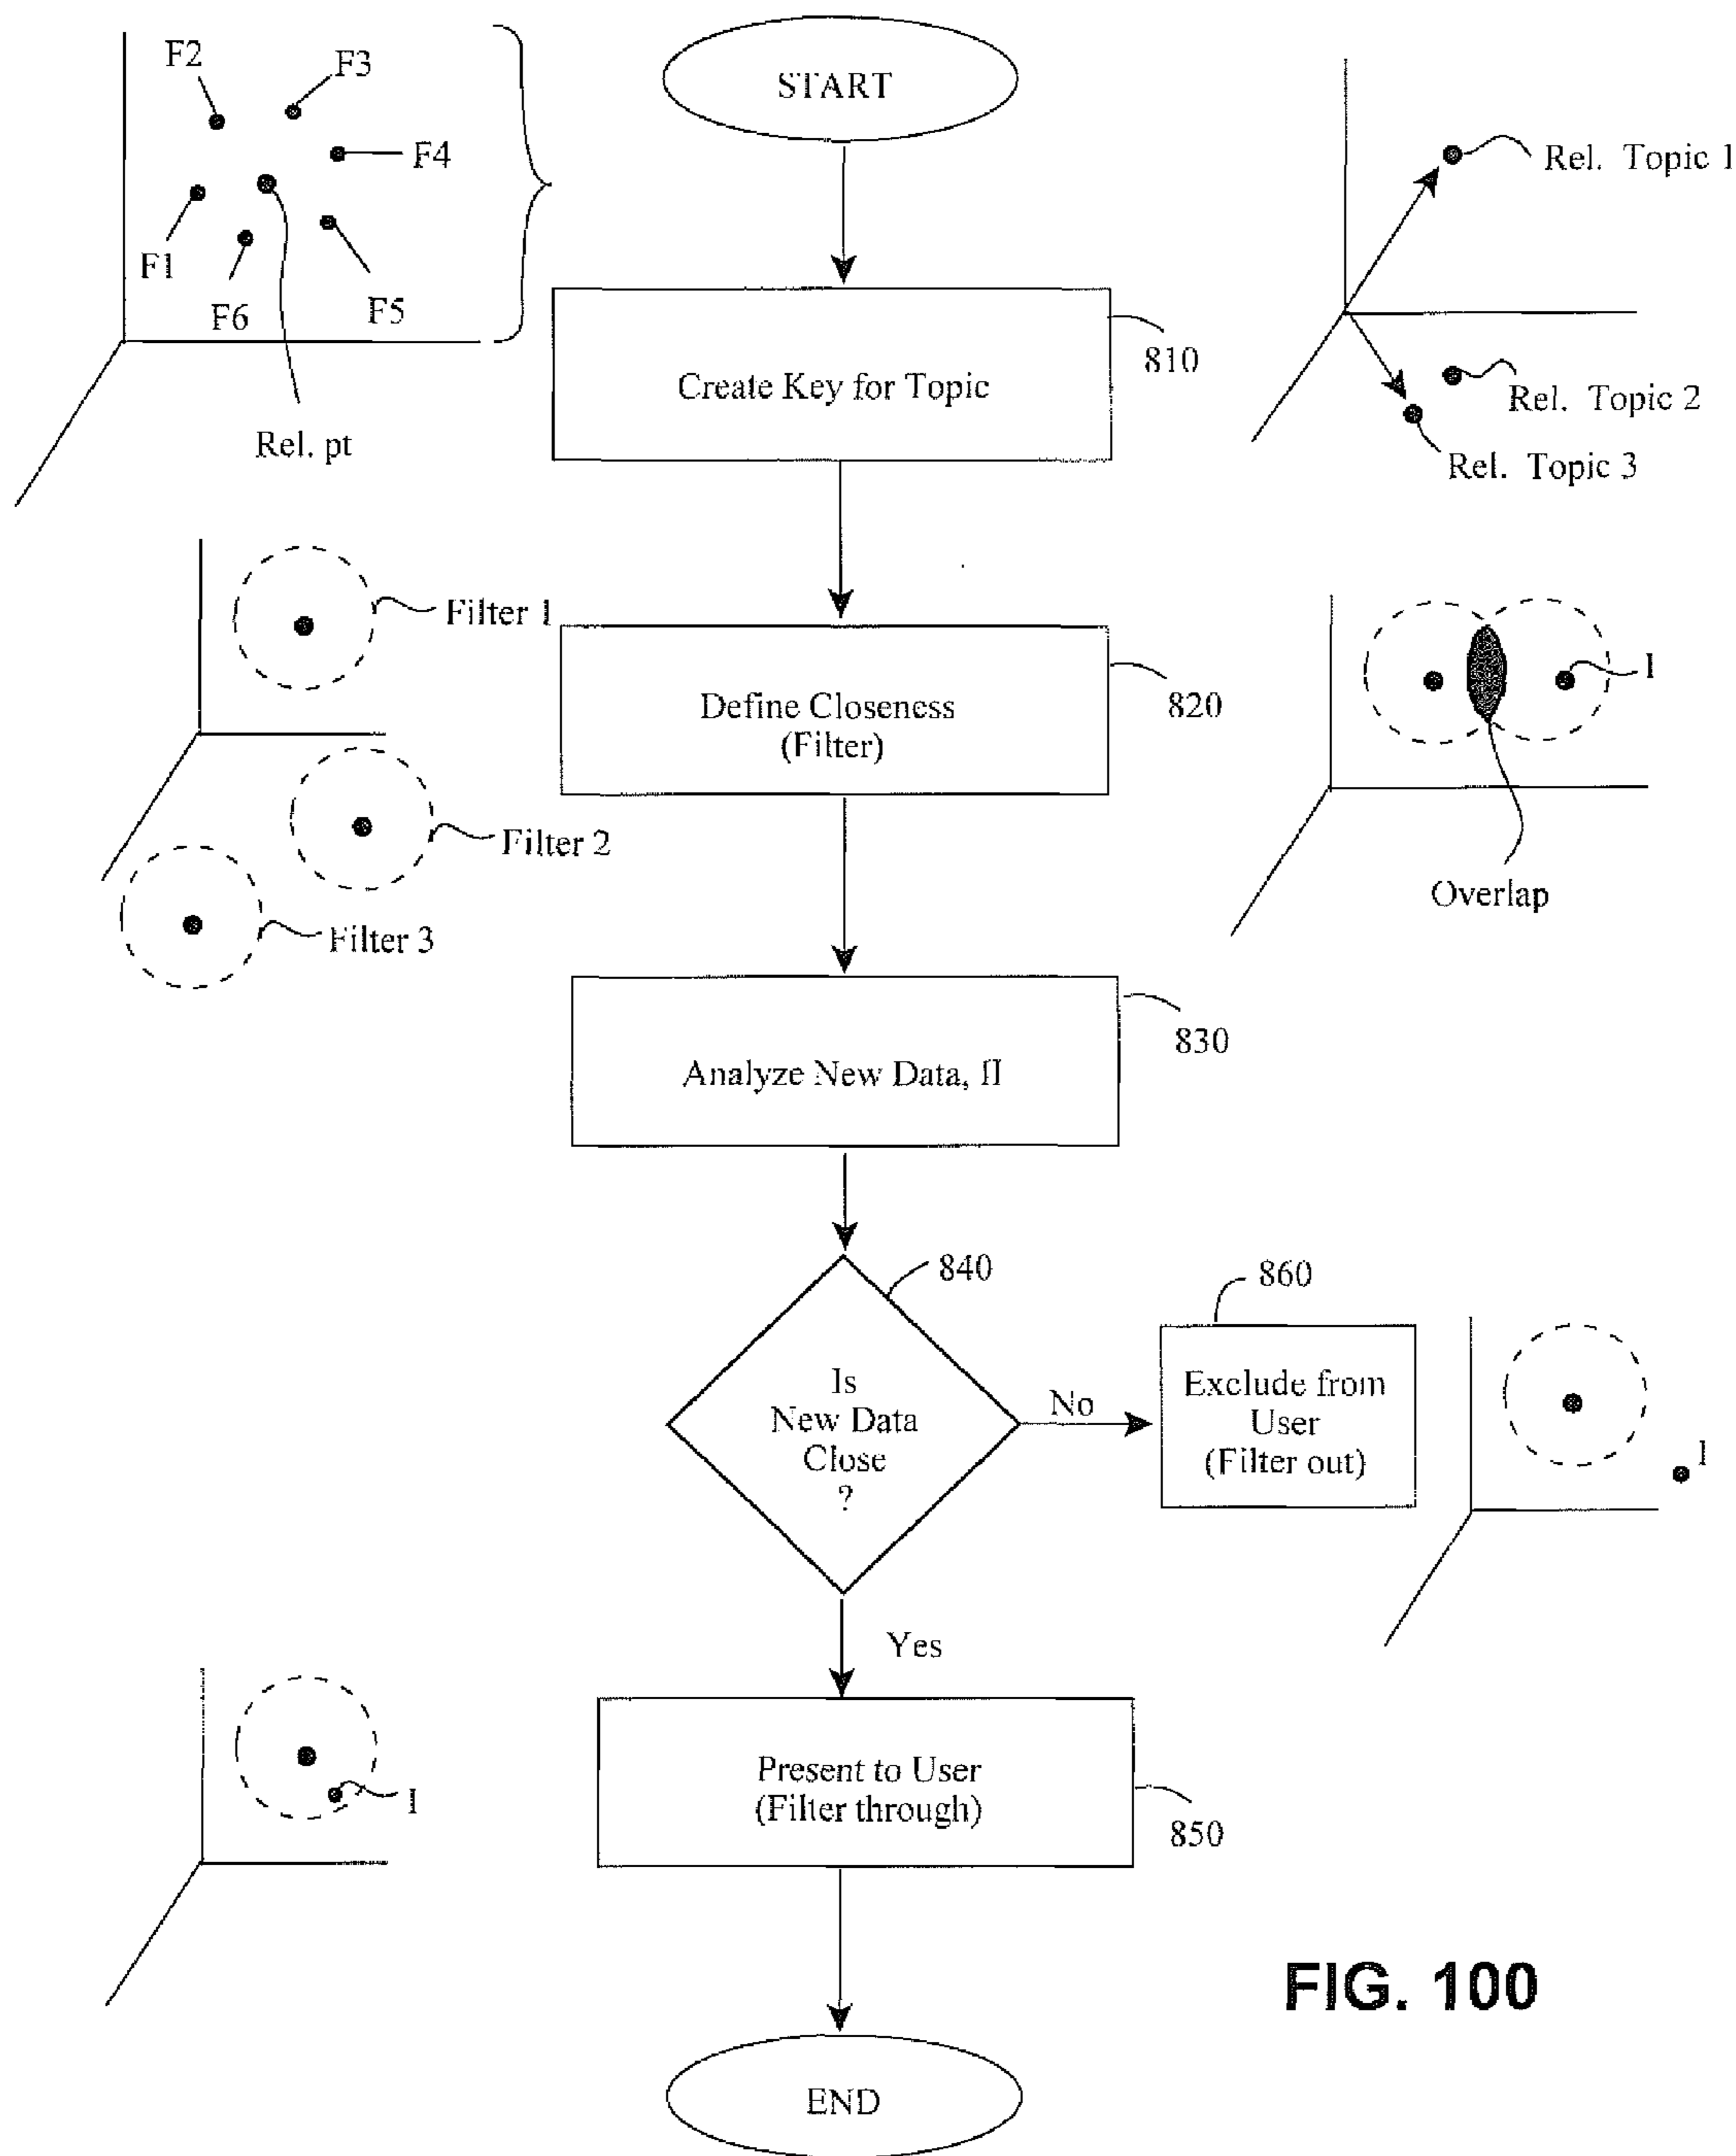 START
F2
F3
F4
F1
F6
F5
Rel. pt
Rel. Topic 1
Rel. Topic 2
Rel. Topic 3
Create Key for Topic
810
Filter 1
Filter 2
Filter 3
Define Closeness
(Filter)
820
I
Overlap
Analyze New Data,
830
Is
New Data
Close
?
840
No
860
Exclude from
User
(Filter out)
I
Yes
Present to User
(Filter through)
850
I
END
FIG. 100